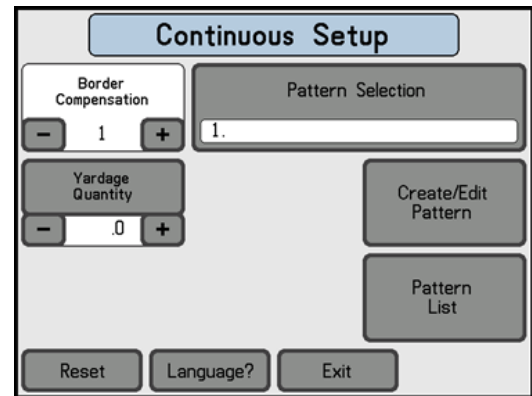 Continuous Setup
Border
Compensation
- 1 +
Pattern Selection
1.
Yardage
Quantity
- .0 +
Create/Edit
Pattern
Pattern
List
Reset
Language?
Exit